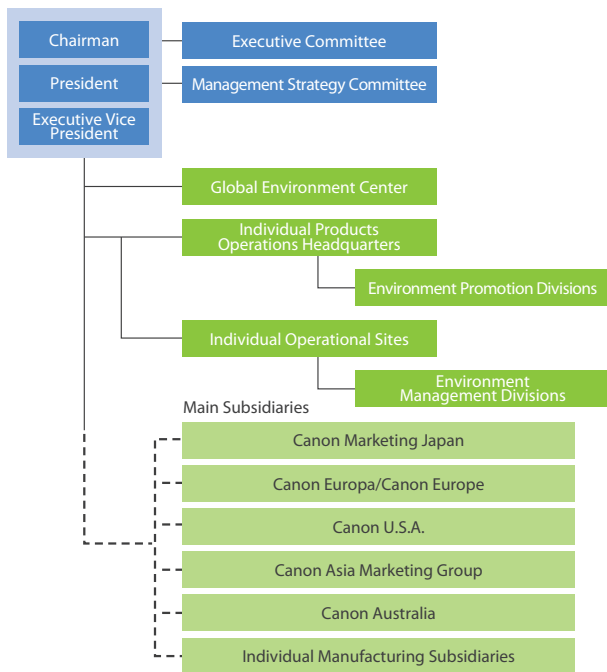 Chairman
Executive Committee
President
Management Strategy Committee
Executive Vice
President
Global Environment Center
Individual Products
Operations Headquarters
Environment Promotion Divisions
Individual Operational Sites
Environment
Management Divisions
Main Subsidiaries
Canon Marketing Japan
Canon Europa/Canon Europe
Canon U.S.A.
Canon Asia Marketing Group
Canon Australia
Individual Manufacturing Subsidiaries